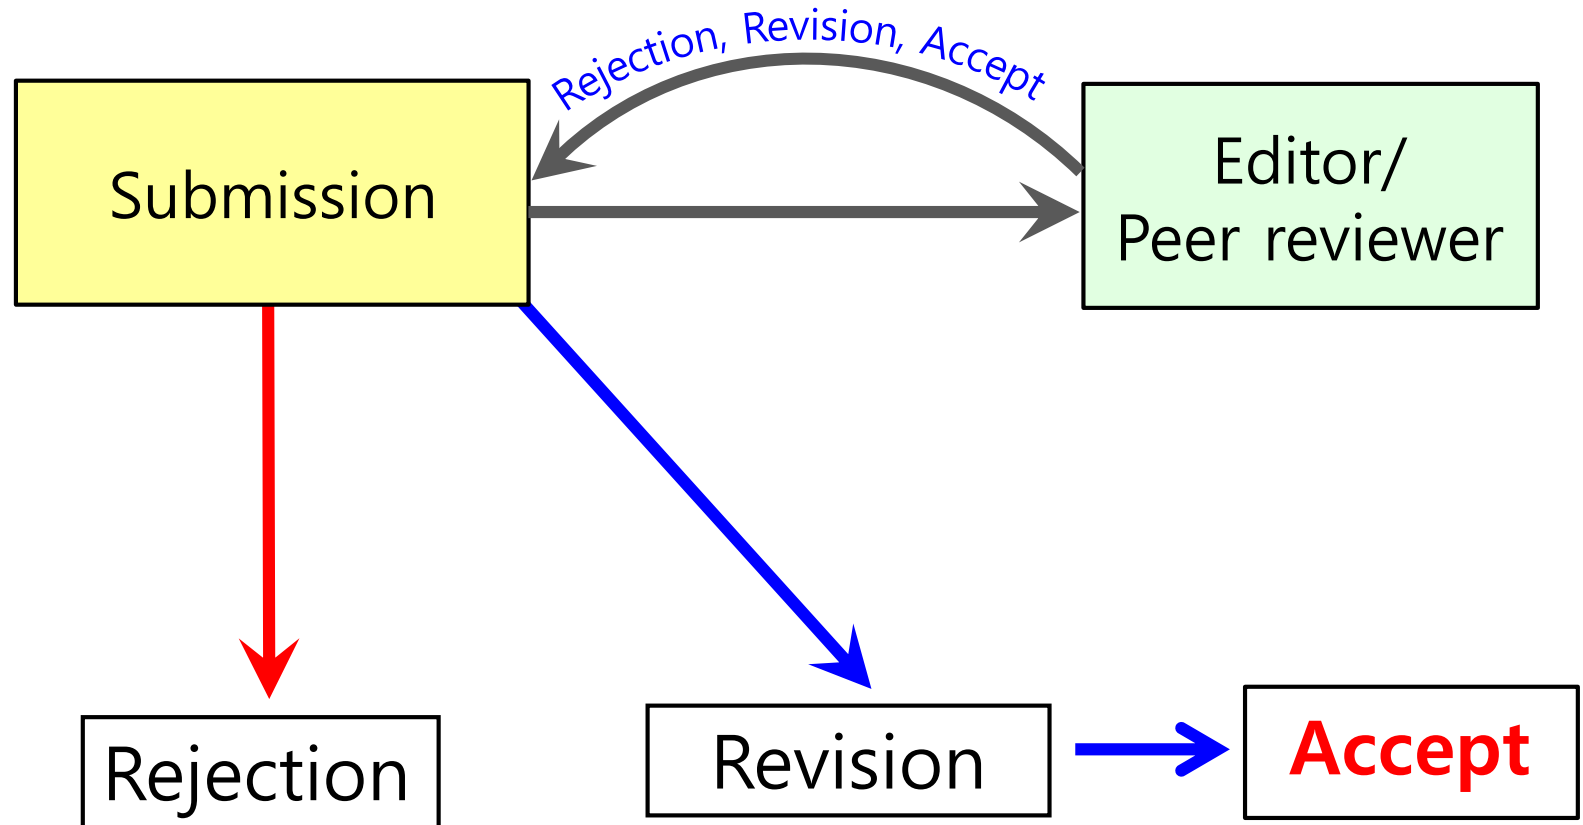 Rejection, Revision, Accept
Submission
Editor/
Peer reviewer
Rejection
Revision
Accept